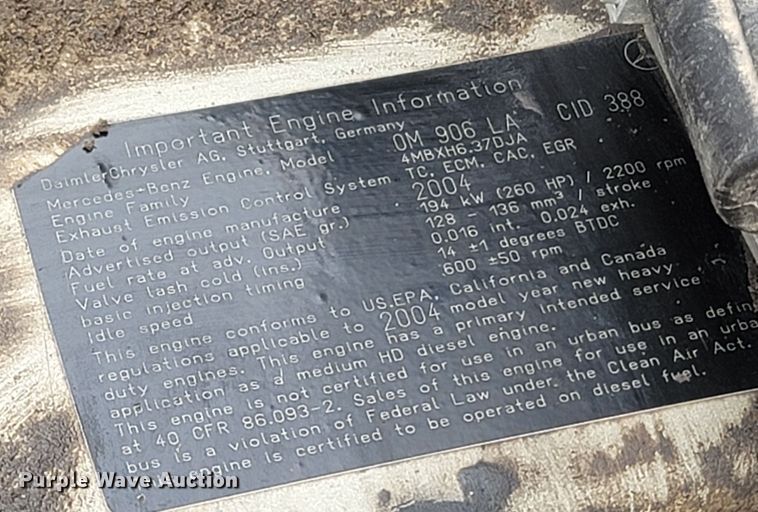 Important Engine Information
DaimlerChrysler AG, Stuttgart, Germany
Mercedes-Benz Engine, Model OM 906 LA CID 388
Engine Family 4MBXH6.37DJA
Exhaust Emission Control System TC, ECM, CAC, EGR
Date of engine manufacture 2004
Advertised output (SAE gr.) 194 kW (260 HP) / 2200 rpm
Fuel rate at adv. Output 128 - 136 mm³ / stroke
Valve lash cold (ins.) 0.016 int. 0.024 exh.
basic injection timing 14 ±1 degrees BTDC
Idle speed 600 ±50 rpm
This engine conforms to US.EPA, California and Canada
regulations applicable to 2004 model year new heavy
duty engines. This engine has a primary intended service
application as a medium HD diesel engine.
This engine is not certified for use in an urban bus as defin
at 40 CFR 86.093-2. Sales of this engine for use in an urba
bus is a violation of Federal Law under the Clean Air Act.
engine is certified to be operated on diesel fuel.
Purple Wave Auction